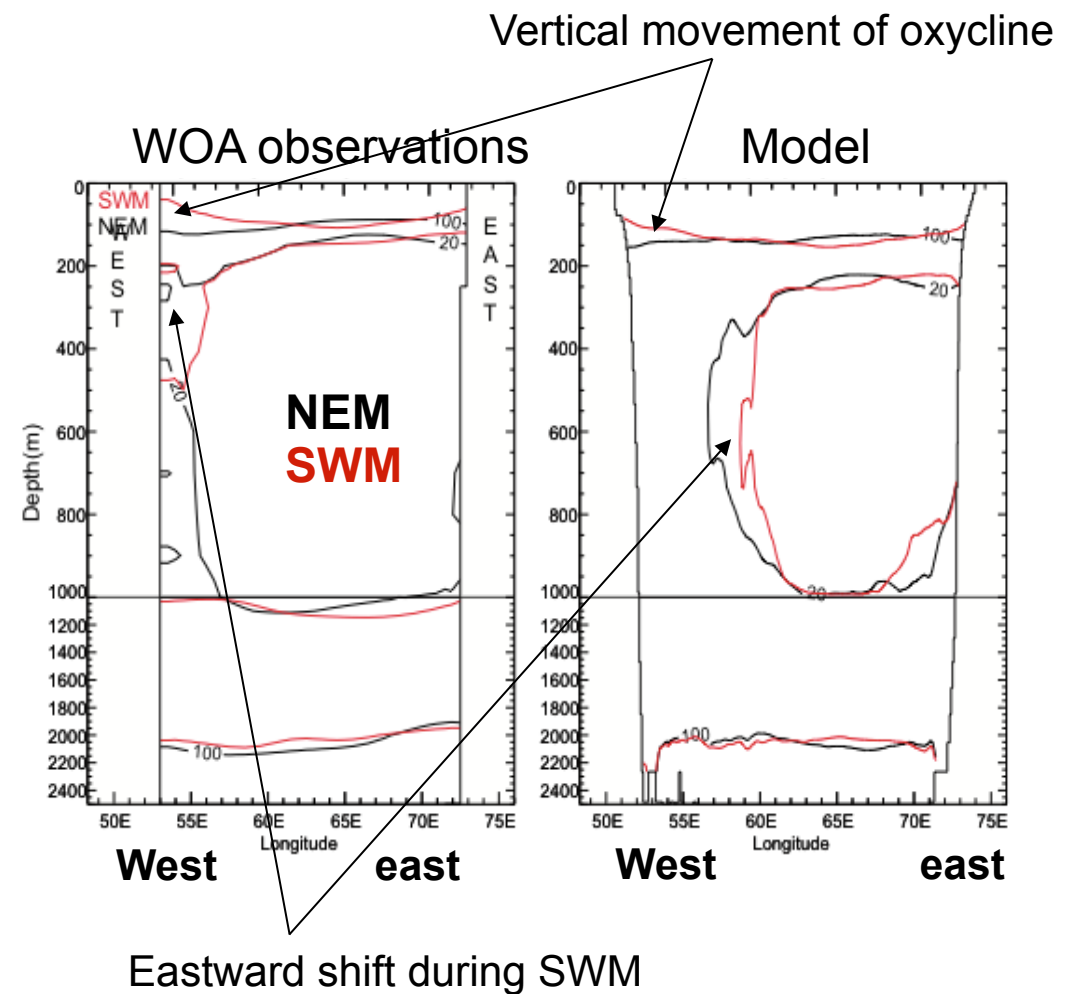 Vertical movement of oxycline
WOA observations
Model
0
200
400
600
800
1000
1200
1400
1600
1800
2000
2200
2400
Depth(m)
SWM
NEM
W
E
S
T
E
A
S
T
100
20
20
100
NEM
SWM
50E 55E 60E 65E 70E 75E
Longitude
West east
0
200
400
600
800
1000
1200
1400
1600
1800
2000
2200
2400
100
20
20
100
50E 55E 60E 65E 70E 75E
Longitude
West east
Eastward shift during SWM